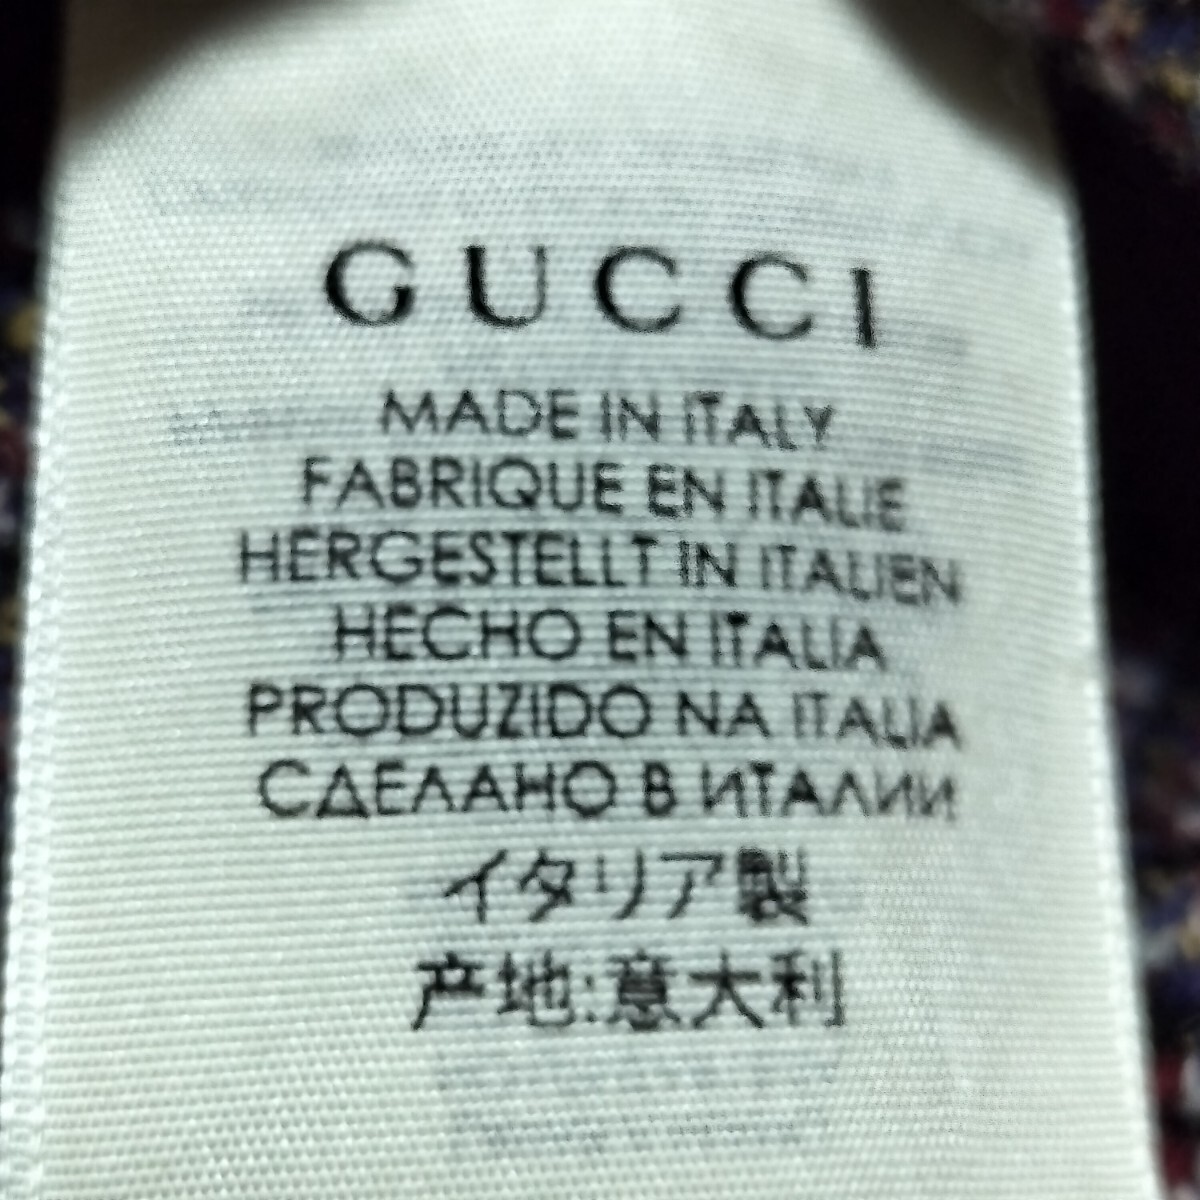 GUCCI
MADE IN ITALY
FABRIQUE EN ITALIE
HERGESTELLT IN ITALIEN
HECHO EN ITALIA
PRODUZIDO NA ITALIA
СДЕЛАНО В ИТАЛИИ
イタリア製
产地:意大利